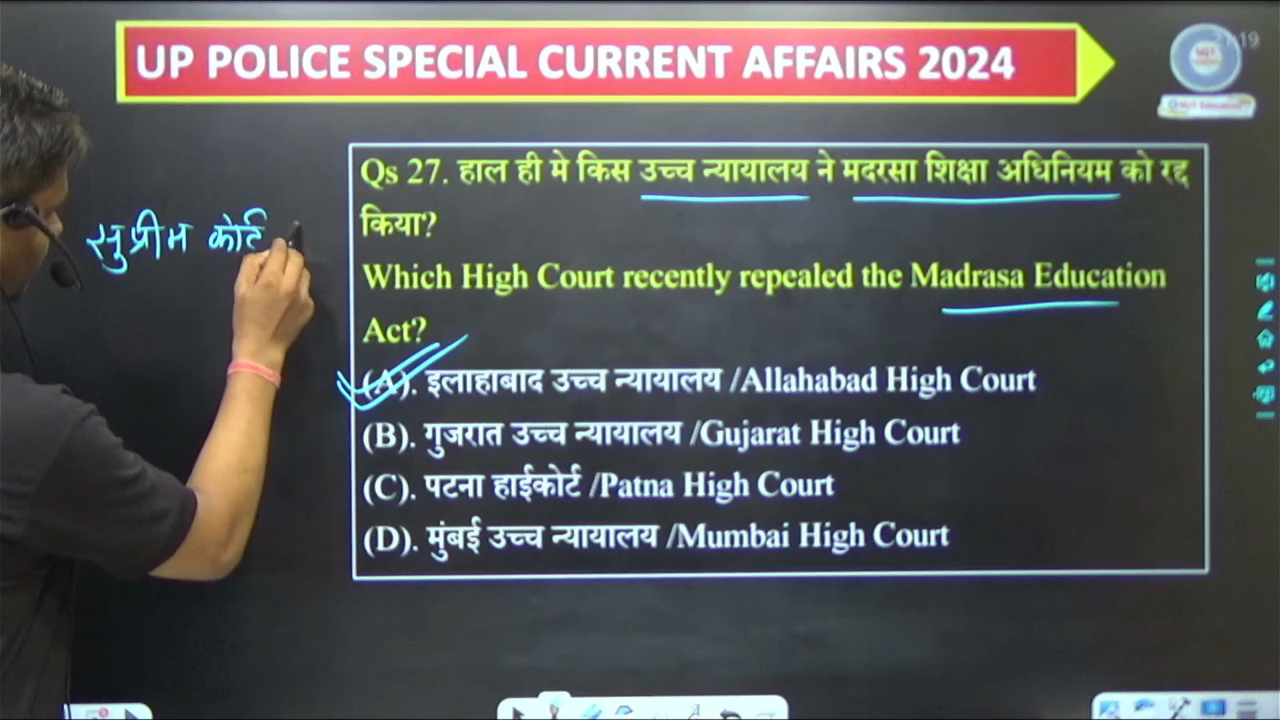 UP POLICE SPECIAL CURRENT AFFAIRS 2024
Qs 27. हाल ही मे किस उच्च न्यायालय ने मदरसा शिक्षा अधिनियम को रद्द
किया?
Which High Court recently repealed the Madrasa Education
Act?
(A). इलाहाबाद उच्च न्यायालय /Allahabad High Court
(B). गुजरात उच्च न्यायालय /Gujarat High Court
(C). पटना हाईकोर्ट /Patna High Court
(D). मुंबई उच्च न्यायालय /Mumbai High Court
सुप्रीम कोर्ट